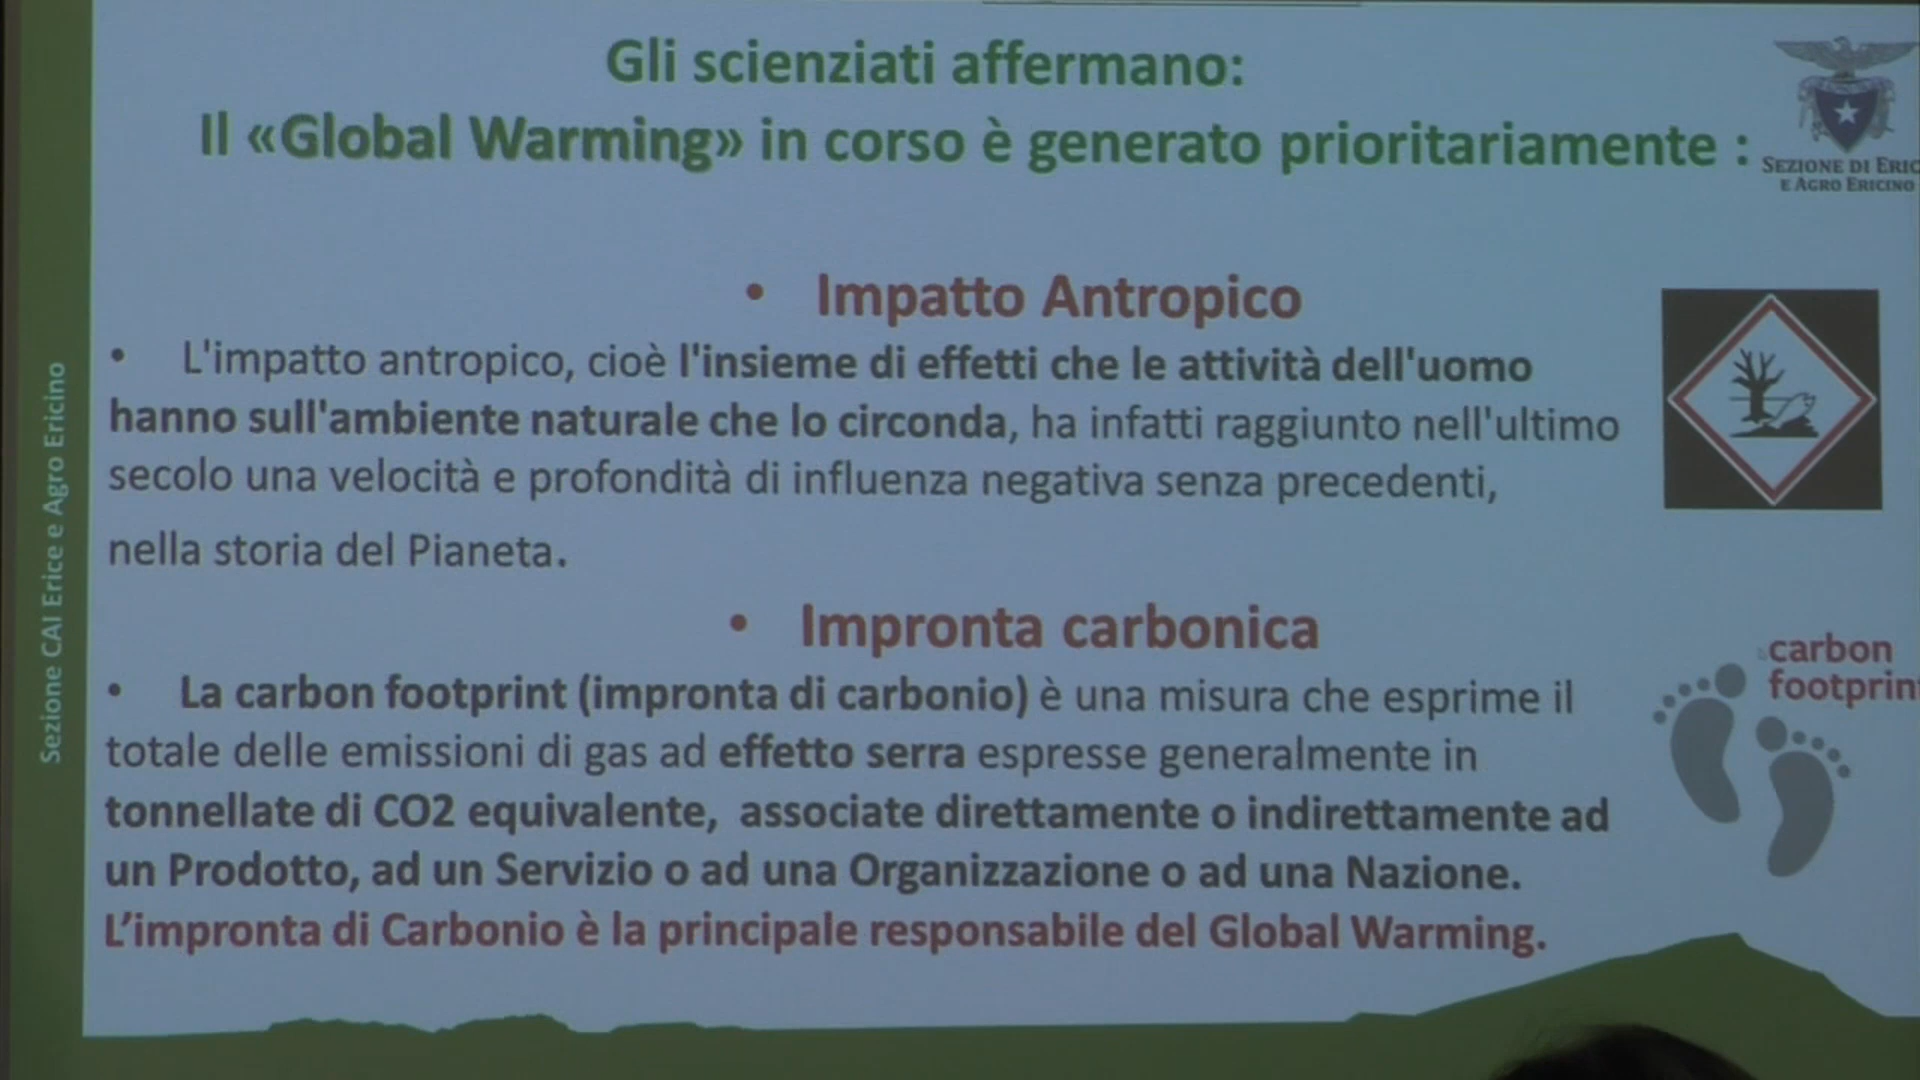 Gli scienziati affermano:
Il «Global Warming» in corso è generato prioritariamente :
SEZIONE DI ERIC
E AGRO ERICINO
• Impatto Antropico
• L'impatto antropico, cioè l'insieme di effetti che le attività dell'uomo
hanno sull'ambiente naturale che lo circonda, ha infatti raggiunto nell'ultimo
secolo una velocità e profondità di influenza negativa senza precedenti,
nella storia del Pianeta.
• Impronta carbonica
• La carbon footprint (impronta di carbonio) è una misura che esprime il
totale delle emissioni di gas ad effetto serra espresse generalmente in
tonnellate di CO2 equivalente, associate direttamente o indirettamente ad
un Prodotto, ad un Servizio o ad una Organizzazione o ad una Nazione.
L'impronta di Carbonio è la principale responsabile del Global Warming.
carbon
footprint
Sezione CAI Erice e Agro Ericino